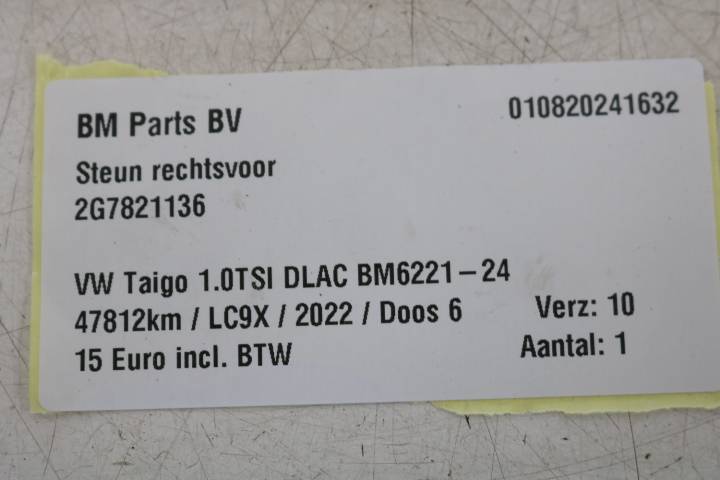 BM Parts BV 010820241632
Steun rechtsvoor
2G7821136
VW Taigo 1.0TSI DLAC BM6221-24
47812km / LC9X / 2022 / Doos 6 Verz: 10
15 Euro incl. BTW Aantal: 1